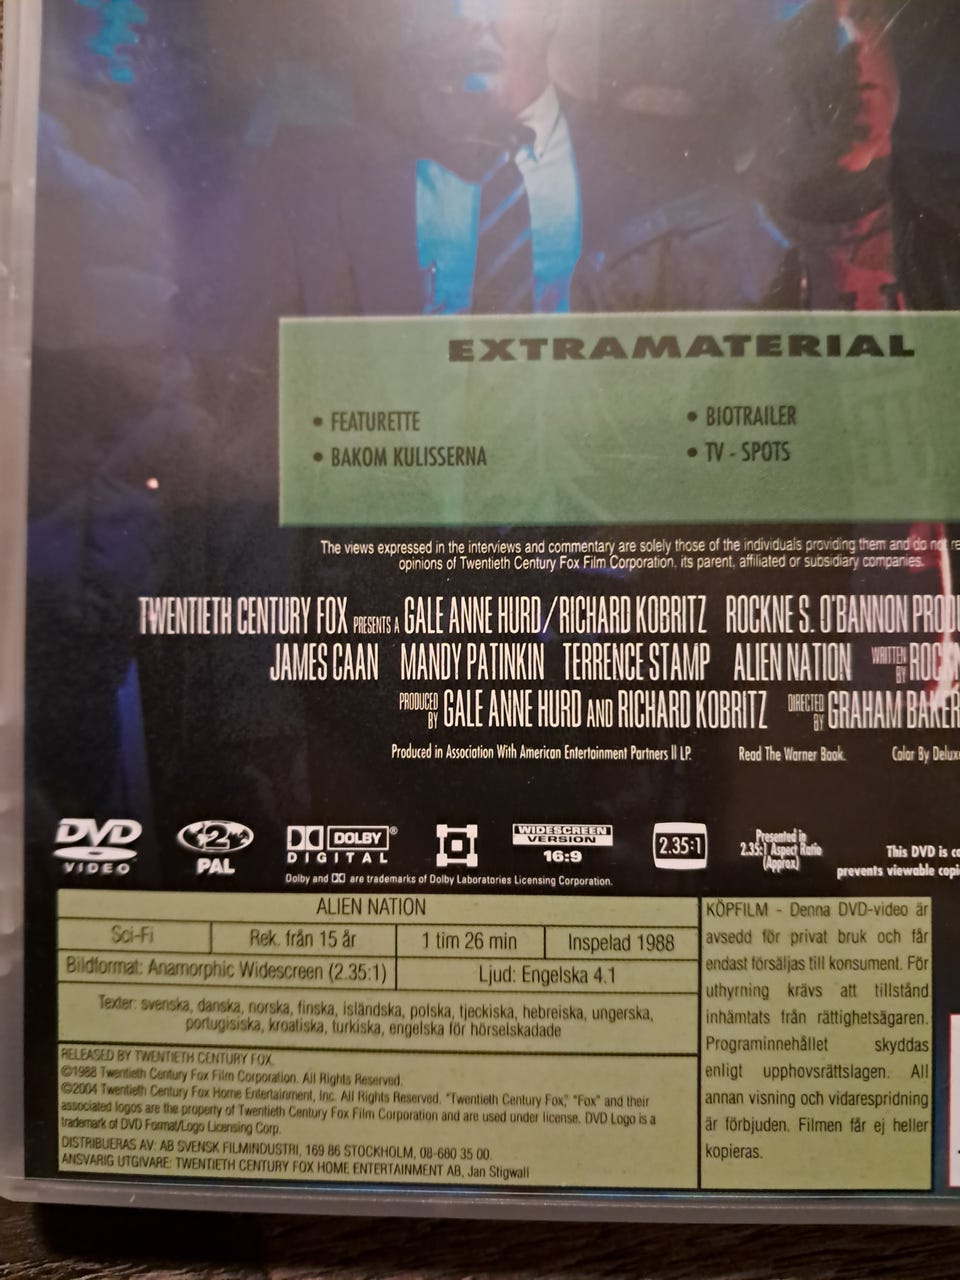 EXTRAMATERIAL
• FEATURETTE
• BAKOM KULISSERNA
• BIOTRAILER
• TV - SPOTS
The views expressed in the interviews and commentary are solely those of the individuals providing them and do not re
opinions of Twentieth Century Fox Film Corporation, its parent, affiliated or subsidiary companies.
TWENTIETH CENTURY FOX PRESENTS A GALE ANNE HURD/RICHARD KOBRITZ ROCKNE S. O'BANNON PRODU
JAMES CAAN MANDY PATINKIN TERRENCE STAMP ALIEN NATION WRITTEN BY ROCKN
PRODUCED BY GALE ANNE HURD AND RICHARD KOBRITZ DIRECTED BY GRAHAM BAKER
Produced in Association With American Entertainment Partners II LP. Read The Warner Book. Color By Deluxe
DVD VIDEO
2 PAL
DOLBY® DIGITAL
WIDESCREEN VERSION 16:9
2.35:1
Presented in
2.35:1 Aspect Ratio
(Approx)
This DVD is co
prevents viewable copi
Dolby and are trademarks of Dolby Laboratories Licensing Corporation.
ALIEN NATION
Sci-Fi Rek. från 15 år 1 tim 26 min Inspelad 1988
Bildformat: Anamorphic Widescreen (2.35:1) Ljud: Engelska 4.1
Texter: svenska, danska, norska, finska, isländska, polska, tjeckiska, hebreiska, ungerska,
portugisiska, kroatiska, turkiska, engelska för hörselskadade
RELEASED BY TWENTIETH CENTURY FOX.
©1988 Twentieth Century Fox Film Corporation. All Rights Reserved.
©2004 Twentieth Century Fox Home Entertainment, Inc. All Rights Reserved. "Twentieth Century Fox," "Fox" and their
associated logos are the property of Twentieth Century Fox Film Corporation and are used under license. DVD Logo is a
trademark of DVD Format/Logo Licensing Corp.
DISTRIBUERAS AV: AB SVENSK FILMINDUSTRI, 169 86 STOCKHOLM, 08-680 35 00.
ANSVARIG UTGIVARE: TWENTIETH CENTURY FOX HOME ENTERTAINMENT AB, Jan Stigwall
KÖPFILM - Denna DVD-video är
avsedd för privat bruk och får
endast försäljas till konsument. För
uthyrning krävs att tillstånd
inhämtats från rättighetsägaren.
Programinnehållet skyddas
enligt upphovsrättslagen. All
annan visning och vidarespridning
är förbjuden. Filmen får ej heller
kopieras.